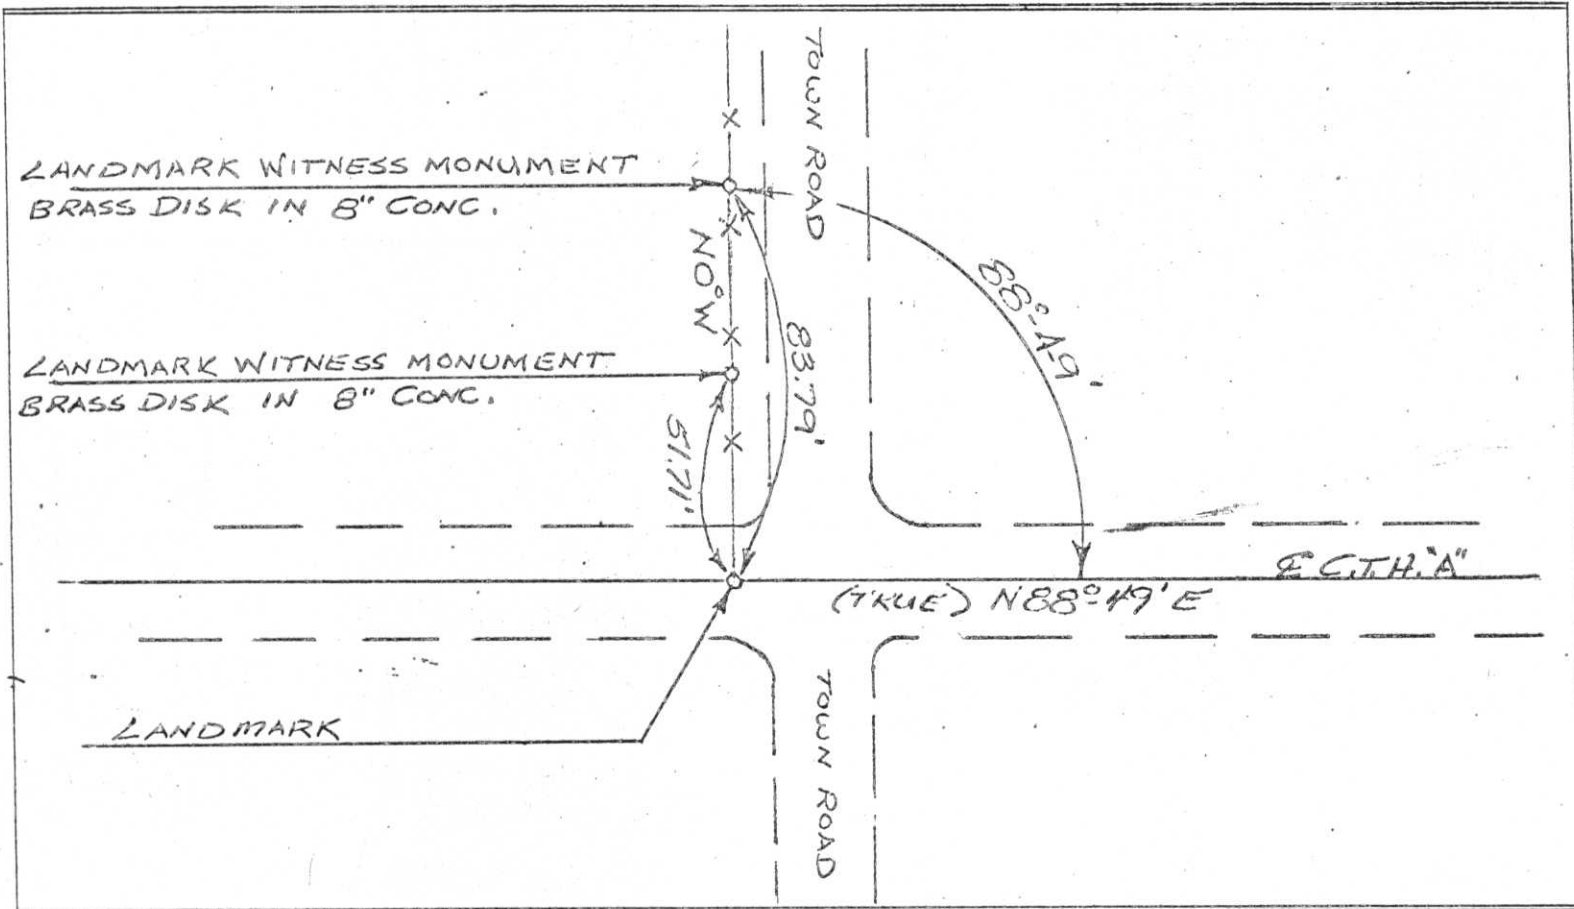 TOWN ROAD
LANDMARK WITNESS MONUMENT
BRASS DISK IN 8" CONC.
N0°W
88°-49'
83.79'
LANDMARK WITNESS MONUMENT
BRASS DISK IN 8" CONC.
51.71'
℄ C.T.H. "A"
(TRUE) N88°49'E
LANDMARK
TOWN ROAD